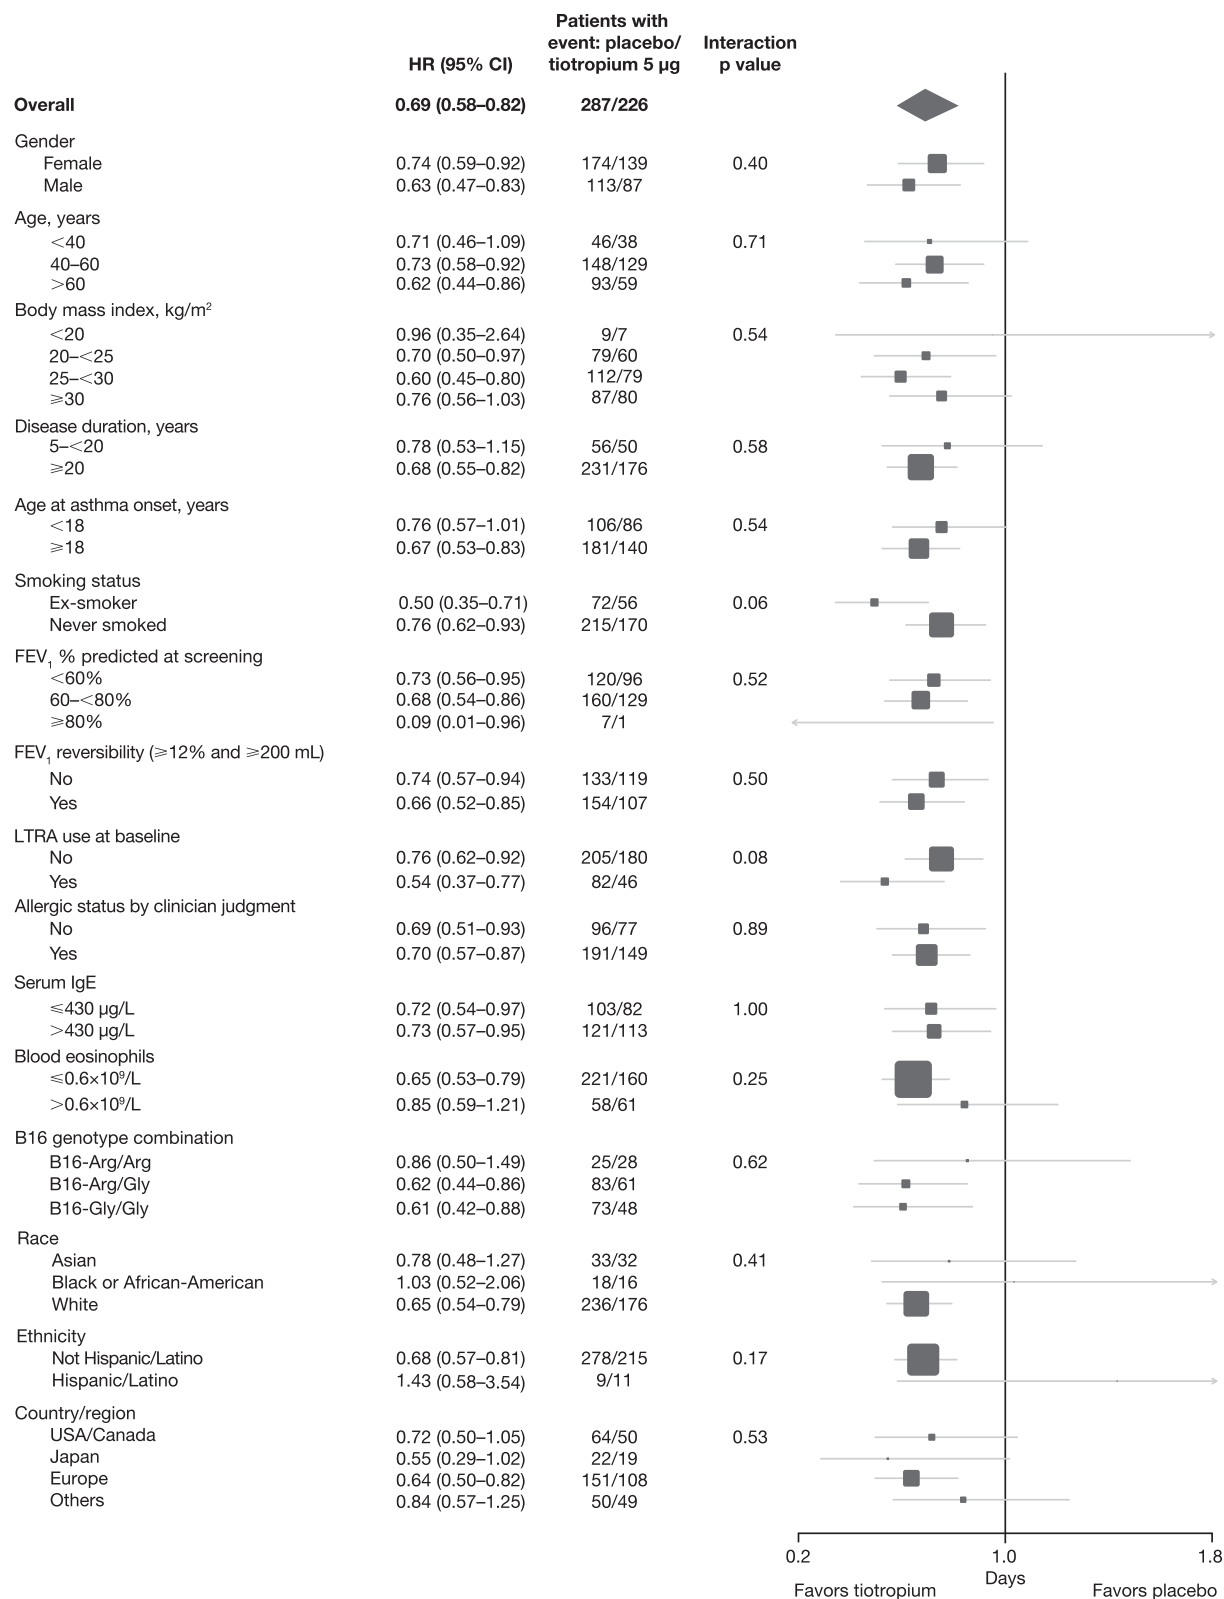 Patients with
event: placebo/ Interaction
HR (95% CI) tiotropium 5 µg p value
Overall 0.69 (0.58–0.82) 287/226
Gender
Female 0.74 (0.59–0.92) 174/139 0.40
Male 0.63 (0.47–0.83) 113/87
Age, years
<40 0.71 (0.46–1.09) 46/38 0.71
40–60 0.73 (0.58–0.92) 148/129
>60 0.62 (0.44–0.86) 93/59
Body mass index, kg/m²
<20 0.96 (0.35–2.64) 9/7 0.54
20–<25 0.70 (0.50–0.97) 79/60
25–<30 0.60 (0.45–0.80) 112/79
⩾30 0.76 (0.56–1.03) 87/80
Disease duration, years
5–<20 0.78 (0.53–1.15) 56/50 0.58
⩾20 0.68 (0.55–0.82) 231/176
Age at asthma onset, years
<18 0.76 (0.57–1.01) 106/86 0.54
⩾18 0.67 (0.53–0.83) 181/140
Smoking status
Ex-smoker 0.50 (0.35–0.71) 72/56 0.06
Never smoked 0.76 (0.62–0.93) 215/170
FEV₁ % predicted at screening
<60% 0.73 (0.56–0.95) 120/96 0.52
60–<80% 0.68 (0.54–0.86) 160/129
⩾80% 0.09 (0.01–0.96) 7/1
FEV₁ reversibility (⩾12% and ⩾200 mL)
No 0.74 (0.57–0.94) 133/119 0.50
Yes 0.66 (0.52–0.85) 154/107
LTRA use at baseline
No 0.76 (0.62–0.92) 205/180 0.08
Yes 0.54 (0.37–0.77) 82/46
Allergic status by clinician judgment
No 0.69 (0.51–0.93) 96/77 0.89
Yes 0.70 (0.57–0.87) 191/149
Serum IgE
⩽430 µg/L 0.72 (0.54–0.97) 103/82 1.00
>430 µg/L 0.73 (0.57–0.95) 121/113
Blood eosinophils
⩽0.6×10⁹/L 0.65 (0.53–0.79) 221/160 0.25
>0.6×10⁹/L 0.85 (0.59–1.21) 58/61
B16 genotype combination
B16-Arg/Arg 0.86 (0.50–1.49) 25/28 0.62
B16-Arg/Gly 0.62 (0.44–0.86) 83/61
B16-Gly/Gly 0.61 (0.42–0.88) 73/48
Race
Asian 0.78 (0.48–1.27) 33/32 0.41
Black or African-American 1.03 (0.52–2.06) 18/16
White 0.65 (0.54–0.79) 236/176
Ethnicity
Not Hispanic/Latino 0.68 (0.57–0.81) 278/215 0.17
Hispanic/Latino 1.43 (0.58–3.54) 9/11
Country/region
USA/Canada 0.72 (0.50–1.05) 64/50 0.53
Japan 0.55 (0.29–1.02) 22/19
Europe 0.64 (0.50–0.82) 151/108
Others 0.84 (0.57–1.25) 50/49
0.2 1.0 1.8
Days
Favors tiotropium Favors placebo